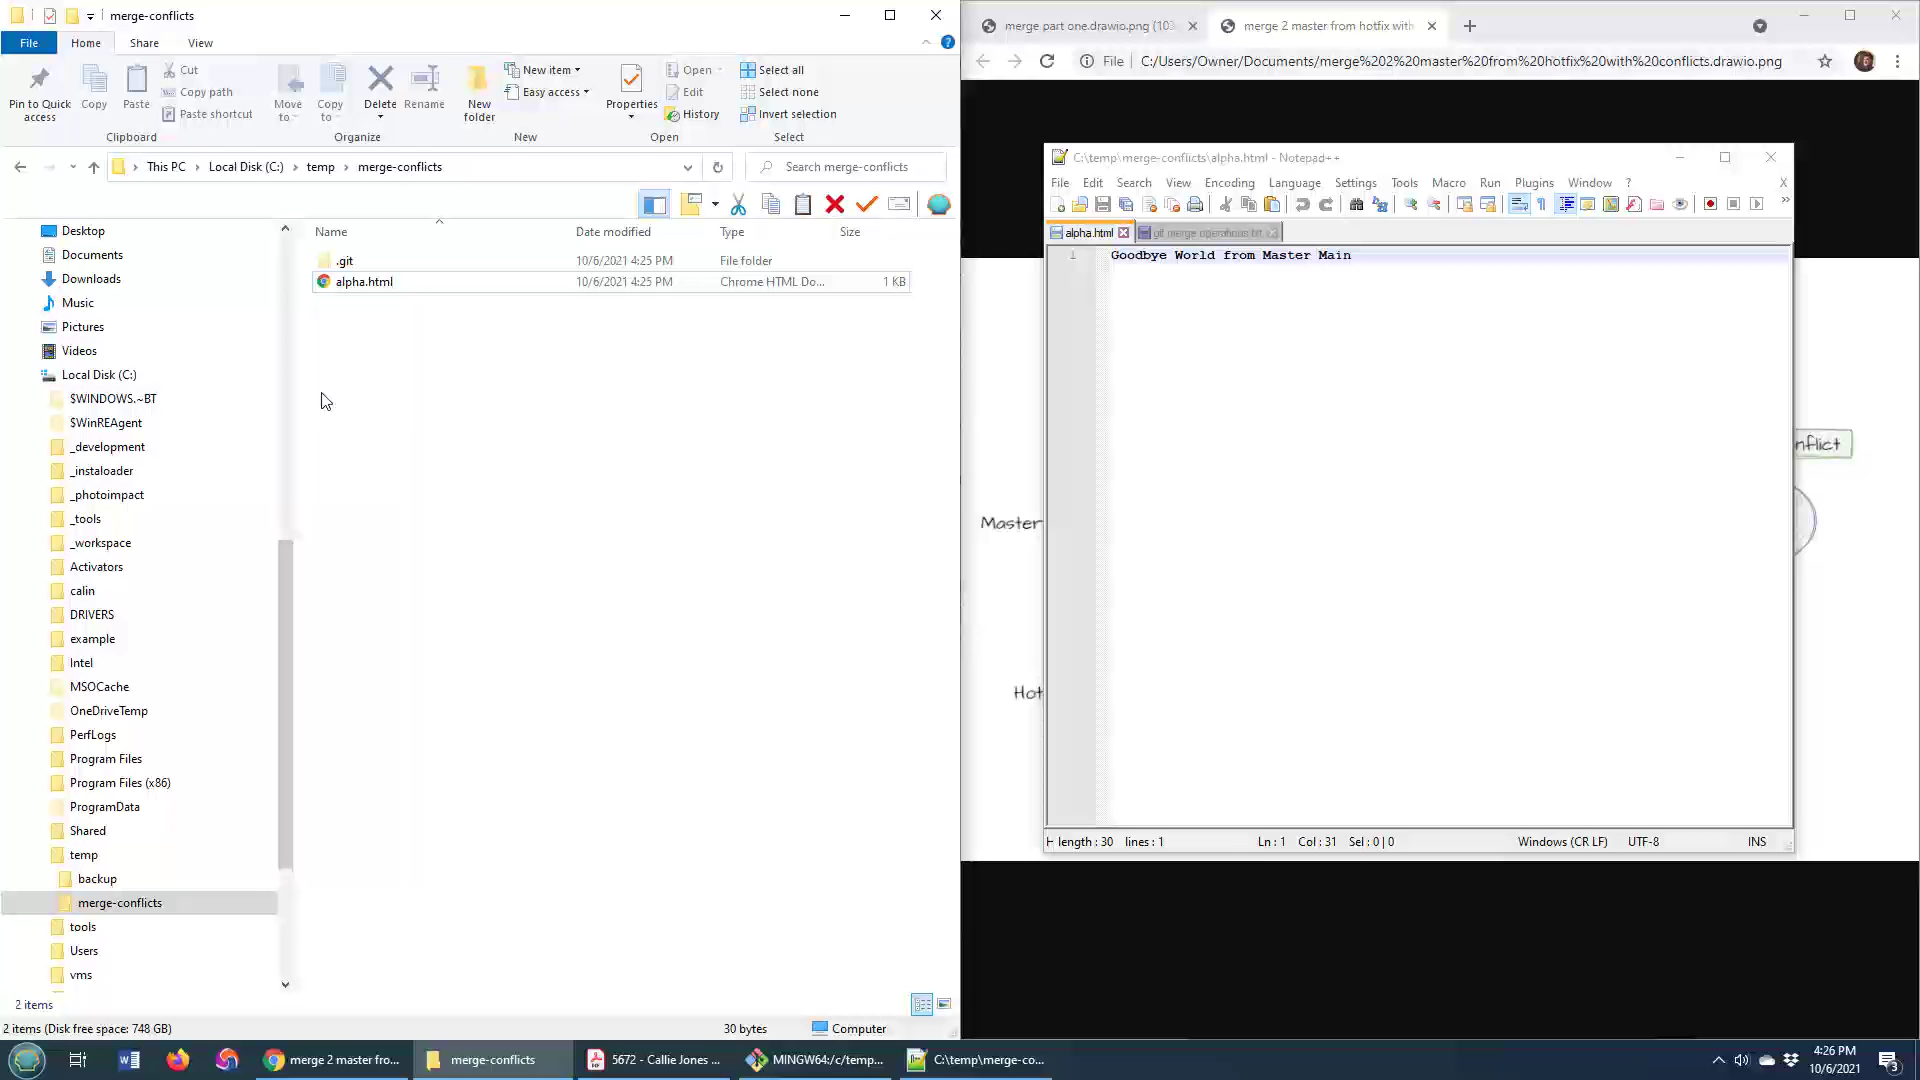 merge-conflicts
File
Home
Share
View
Pin to Quick
access
Copy
Paste
Cut
Copy path
Paste shortcut
Clipboard
Move
to
Copy
to
Delete
Rename
Organize
New
folder
New item
Easy access
New
Properties
Open
Edit
History
Open
Select all
Select none
Invert selection
Select
This PC > Local Disk (C:) > temp > merge-conflicts
Search merge-conflicts
Desktop
Documents
Downloads
Music
Pictures
Videos
Local Disk (C:)
$WINDOWS.~BT
$WinREAgent
_development
_instaloader
_photoimpact
_tools
_workspace
Activators
calin
DRIVERS
example
Intel
MSOCache
OneDriveTemp
PerfLogs
Program Files
Program Files (x86)
ProgramData
Shared
temp
backup
merge-conflicts
tools
Users
vms
Name Date modified Type Size
.git 10/6/2021 4:25 PM File folder
alpha.html 10/6/2021 4:25 PM Chrome HTML Do... 1 KB
2 items
2 items (Disk free space: 748 GB) 30 bytes Computer
merge part one.drawio.png (10
merge 2 master from hotfix with
File C:/Users/Owner/Documents/merge%202%20master%20from%20hotfix%20with%20conflicts.drawio.png
C:\temp\merge-conflicts\alpha.html - Notepad++
File Edit Search View Encoding Language Settings Tools Macro Run Plugins Window ? X
alpha.html
git merge operations.txt
1 Goodbye World from Master Main
length : 30 lines : 1 Ln : 1 Col : 31 Sel : 0 | 0 Windows (CR LF) UTF-8 INS
nflict
Master
Hot
merge 2 master fro...
merge-conflicts
5672 - Callie Jones ...
MINGW64:/c/temp...
C:\temp\merge-co...
4:26 PM
10/6/2021
3